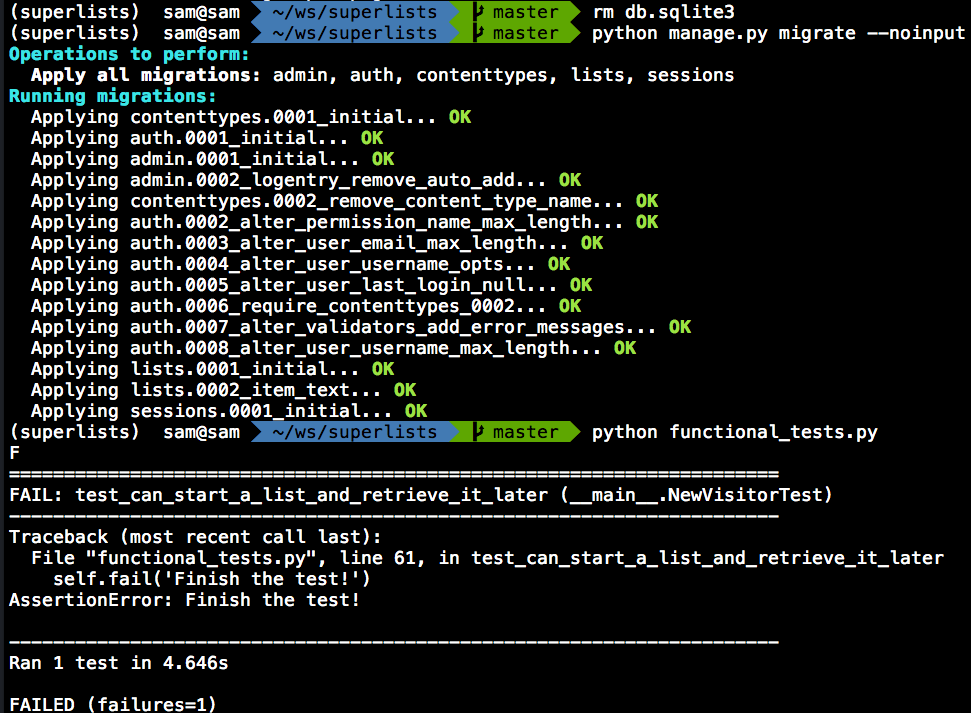 (superlists)  sam@sam  ~/ws/superlists  master  rm db.sqlite3
(superlists)  sam@sam  ~/ws/superlists  master  python manage.py migrate --noinput
Operations to perform:
  Apply all migrations: admin, auth, contenttypes, lists, sessions
Running migrations:
  Applying contenttypes.0001_initial... OK
  Applying auth.0001_initial... OK
  Applying admin.0001_initial... OK
  Applying admin.0002_logentry_remove_auto_add... OK
  Applying contenttypes.0002_remove_content_type_name... OK
  Applying auth.0002_alter_permission_name_max_length... OK
  Applying auth.0003_alter_user_email_max_length... OK
  Applying auth.0004_alter_user_username_opts... OK
  Applying auth.0005_alter_user_last_login_null... OK
  Applying auth.0006_require_contenttypes_0002... OK
  Applying auth.0007_alter_validators_add_error_messages... OK
  Applying auth.0008_alter_user_username_max_length... OK
  Applying lists.0001_initial... OK
  Applying lists.0002_item_text... OK
  Applying sessions.0001_initial... OK
(superlists)  sam@sam  ~/ws/superlists  master  python functional_tests.py
F
======================================================================
FAIL: test_can_start_a_list_and_retrieve_it_later (__main__.NewVisitorTest)
----------------------------------------------------------------------
Traceback (most recent call last):
  File "functional_tests.py", line 61, in test_can_start_a_list_and_retrieve_it_later
    self.fail('Finish the test!')
AssertionError: Finish the test!

----------------------------------------------------------------------
Ran 1 test in 4.646s

FAILED (failures=1)